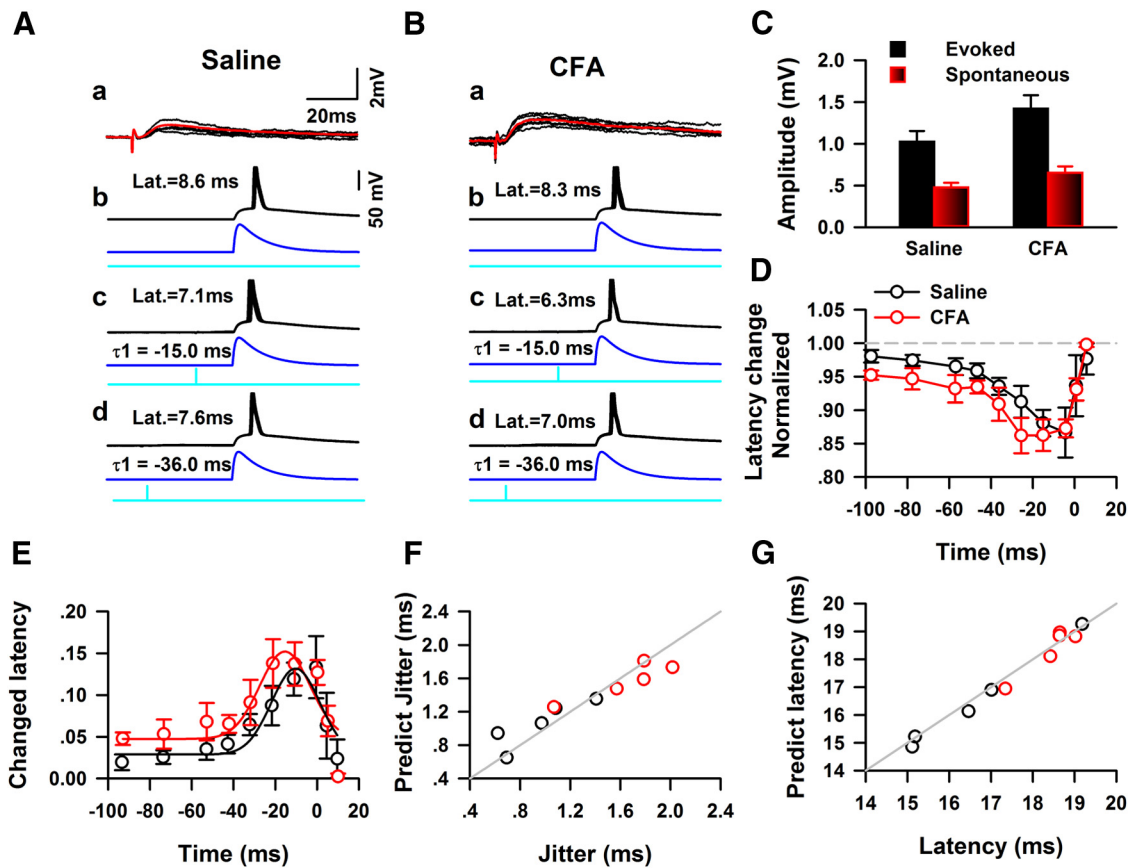 A
Saline
a
2mV
20ms
b
Lat.=8.6 ms
50 mV
c
Lat.=7.1ms
τ1 = -15.0 ms
d
Lat.=7.6ms
τ1 = -36.0 ms
B
CFA
a
b
Lat.=8.3 ms
c
Lat.=6.3ms
τ1 = -15.0 ms
d
Lat.=7.0ms
τ1 = -36.0 ms
C
Evoked
Spontaneous
Amplitude (mV)
2.0
1.5
1.0
.5
.0
Saline CFA
D
Saline
CFA
Latency change
Normalized
1.05
1.00
.95
.90
.85
.80
-100 -80 -60 -40 -20 0 20
Time (ms)
E
Changed latency
.20
.15
.10
.05
0.00
-100 -80 -60 -40 -20 0 20
Time (ms)
F
Predict Jitter (ms)
2.4
2.0
1.6
1.2
.8
.4
.4 .8 1.2 1.6 2.0 2.4
Jitter (ms)
G
Predict latency (ms)
20
19
18
17
16
15
14
14 15 16 17 18 19 20
Latency (ms)